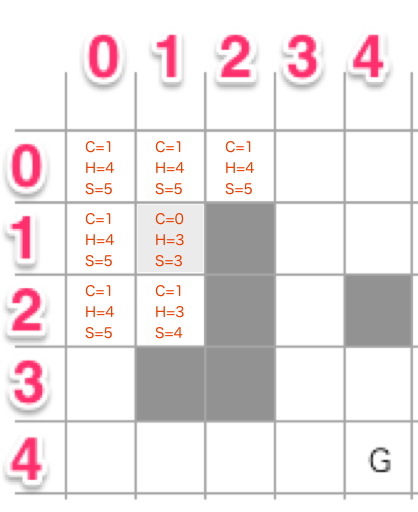 0 1 2 3 4
0
C=1 C=1 C=1
H=4 H=4 H=4
S=5 S=5 S=5
1
C=1 C=0
H=4 H=3
S=5 S=3
2
C=1 C=1
H=4 H=3
S=5 S=4
3
4 G